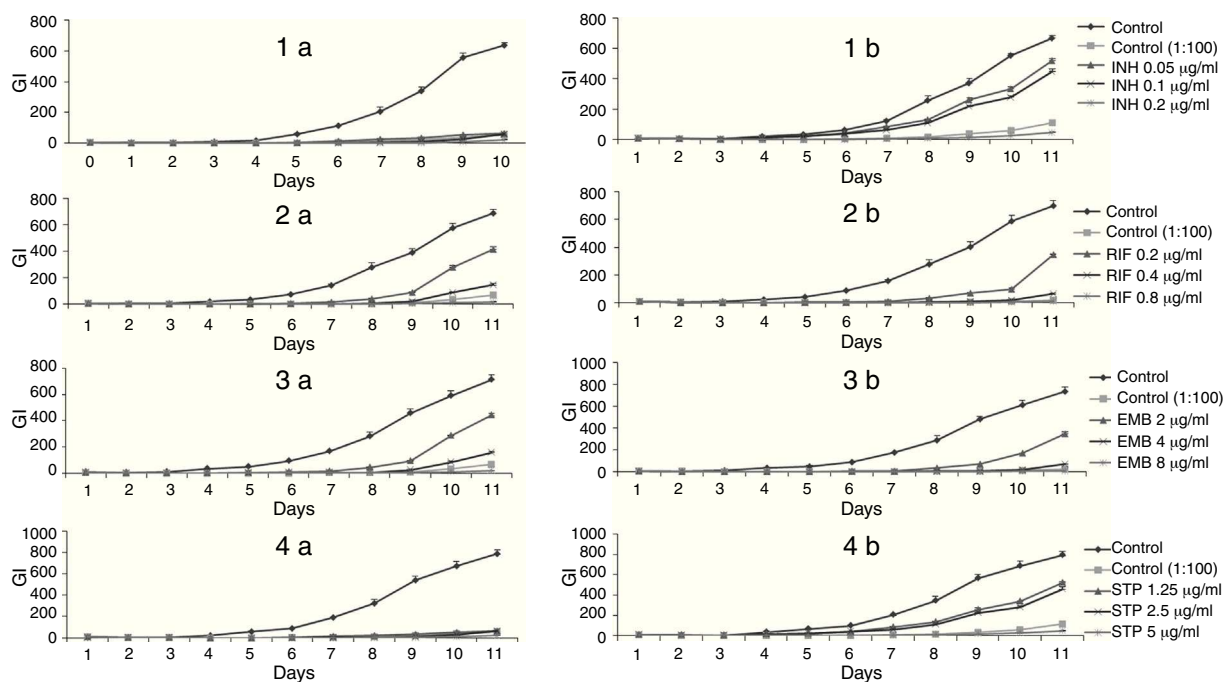 800
600
400
200
0
GI
1 a
0 1 2 3 4 5 6 7 8 9 10
Days
800
600
400
200
0
GI
1 b
1 2 3 4 5 6 7 8 9 10 11
Days
Control
Control (1:100)
INH 0.05 μg/ml
INH 0.1 μg/ml
INH 0.2 μg/ml
800
600
400
200
0
GI
2 a
1 2 3 4 5 6 7 8 9 10 11
Days
800
600
400
200
0
GI
2 b
1 2 3 4 5 6 7 8 9 10 11
Days
Control
Control (1:100)
RIF 0.2 μg/ml
RIF 0.4 μg/ml
RIF 0.8 μg/ml
800
600
400
200
0
GI
3 a
1 2 3 4 5 6 7 8 9 10 11
Days
1000
800
600
400
200
0
GI
3 b
1 2 3 4 5 6 7 8 9 10 11
Days
Control
Control (1:100)
EMB 2 μg/ml
EMB 4 μg/ml
EMB 8 μg/ml
1000
800
600
400
200
0
GI
4 a
1 2 3 4 5 6 7 8 9 10 11
Days
1000
800
600
400
200
0
GI
4 b
1 2 3 4 5 6 7 8 9 10 11
Days
Control
Control (1:100)
STP 1.25 μg/ml
STP 2.5 μg/ml
STP 5 μg/ml